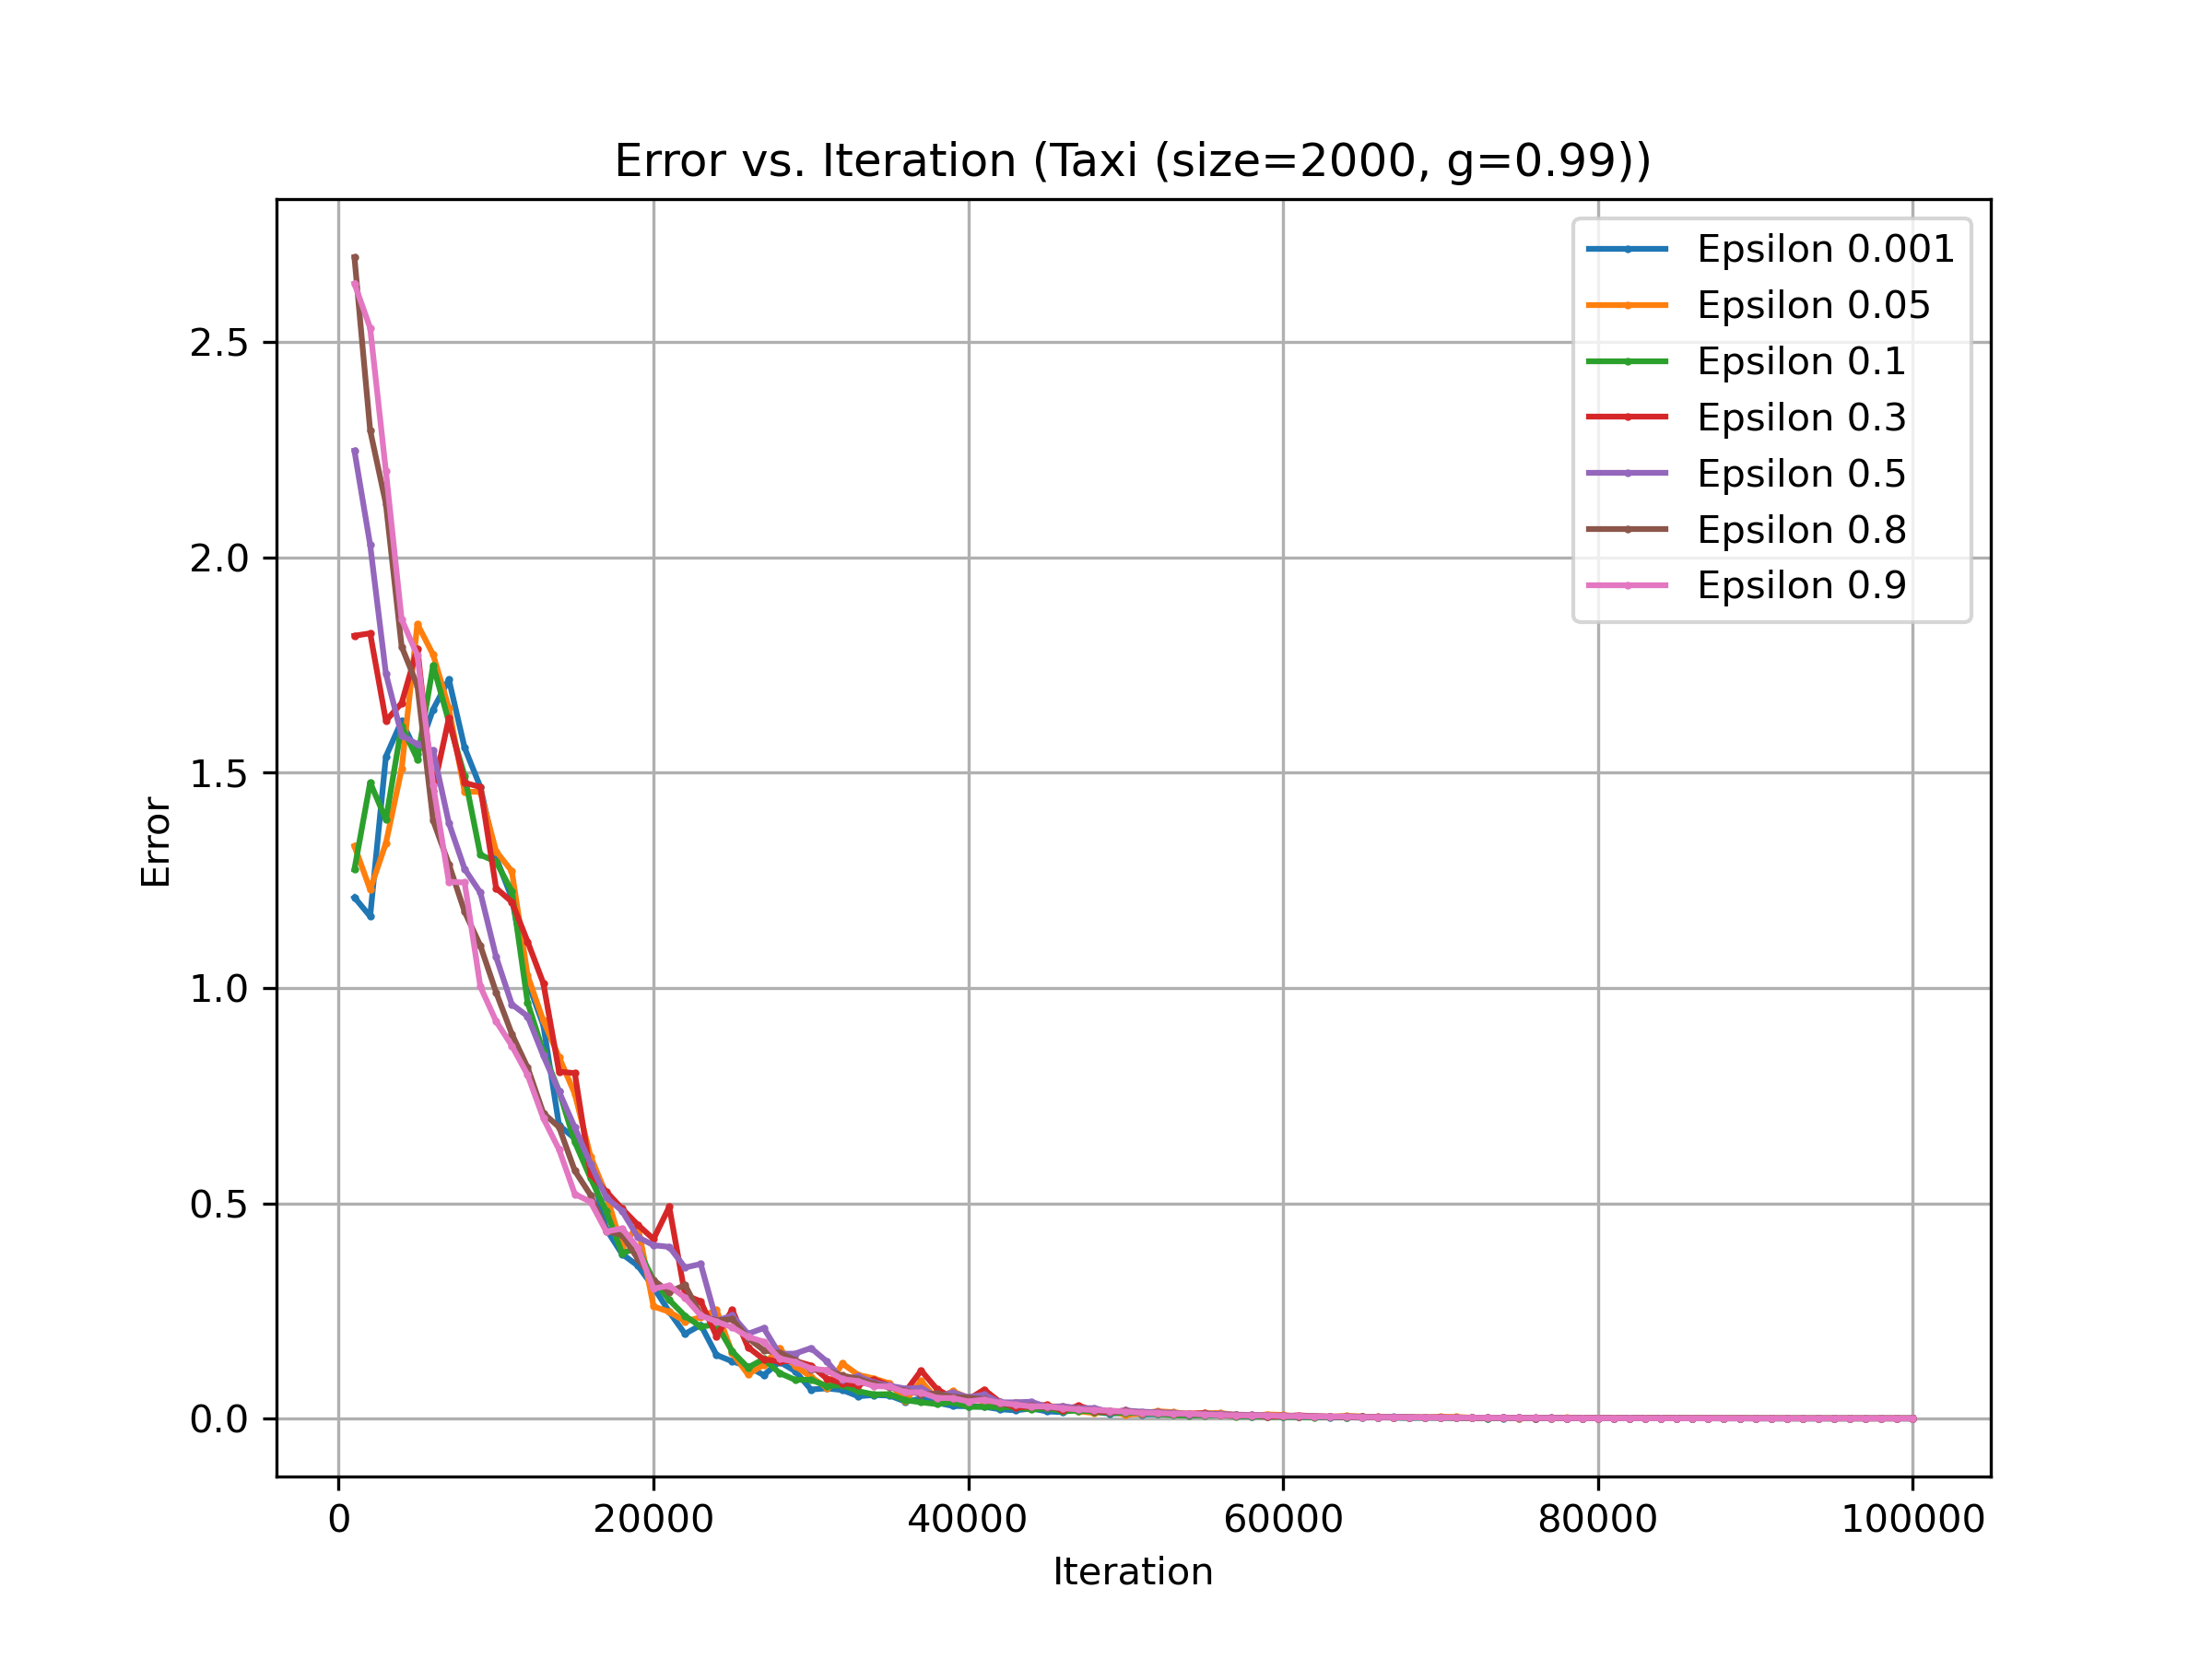 Error vs. Iteration (Taxi (size=2000, g=0.99))
Epsilon 0.001
Epsilon 0.05
Epsilon 0.1
Epsilon 0.3
Epsilon 0.5
Epsilon 0.8
Epsilon 0.9
2.5
2.0
1.5
1.0
0.5
0.0
Error
0 20000 40000 60000 80000 100000
Iteration